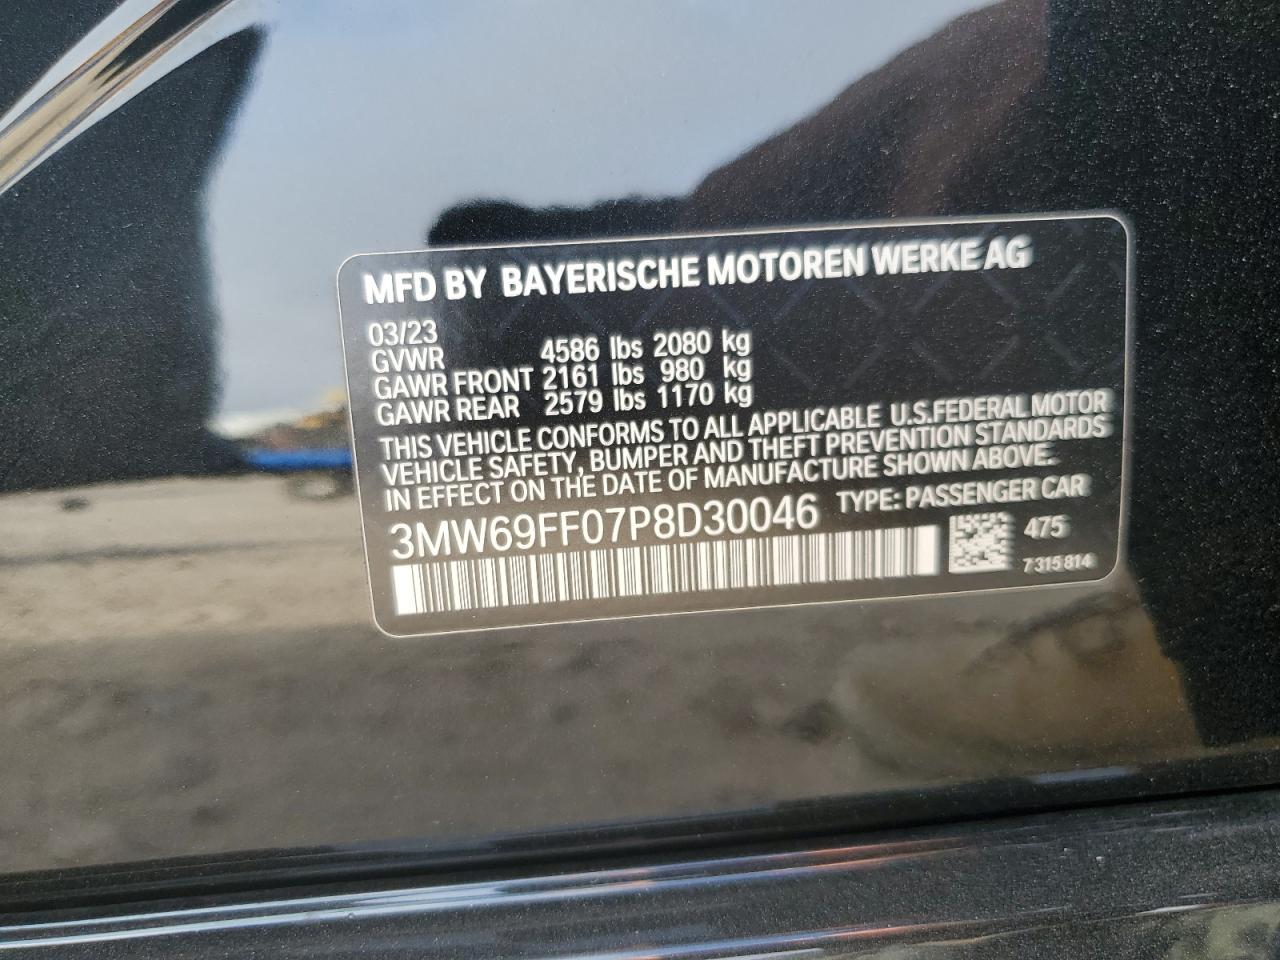 MFD BY BAYERISCHE MOTOREN WERKE AG
03/23
GVWR 4586 lbs 2080 kg
GAWR FRONT 2161 lbs 980 kg
GAWR REAR 2579 lbs 1170 kg
THIS VEHICLE CONFORMS TO ALL APPLICABLE U.S.FEDERAL MOTOR
VEHICLE SAFETY, BUMPER AND THEFT PREVENTION STANDARDS
IN EFFECT ON THE DATE OF MANUFACTURE SHOWN ABOVE.
3MW69FF07P8D30046 TYPE: PASSENGER CAR
475
7 315 814